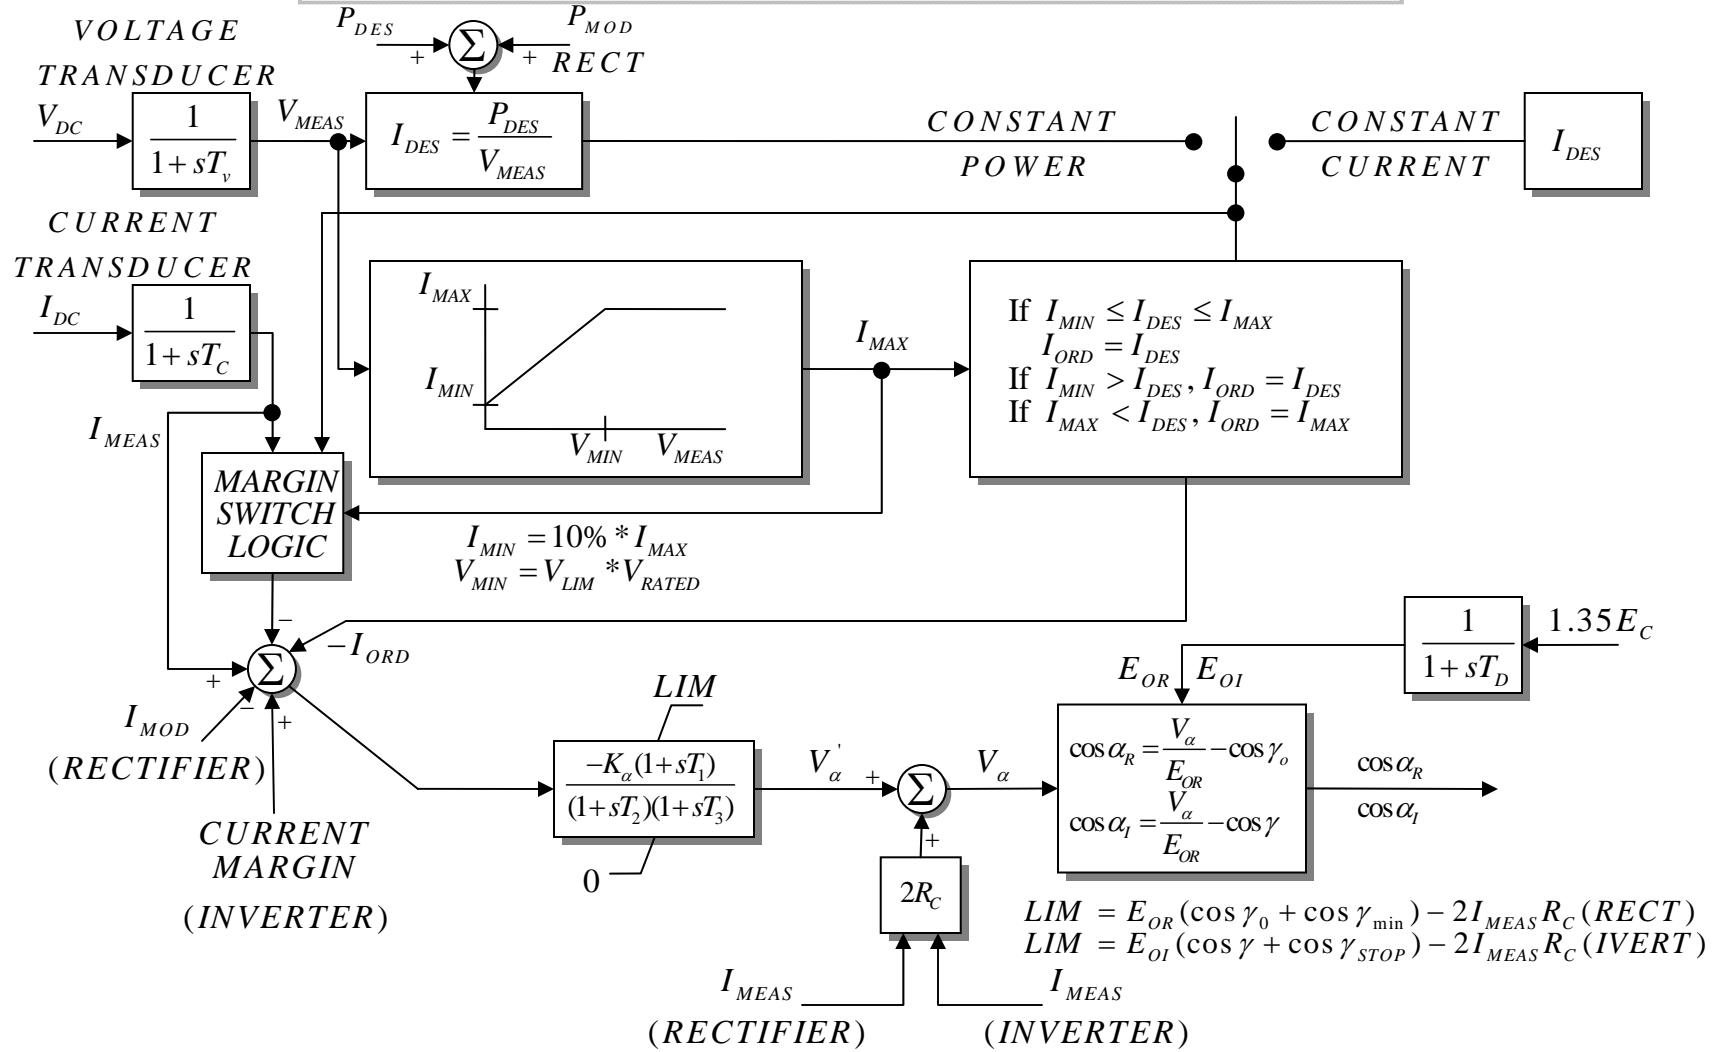 P_DES
P_MOD
VOLTAGE
TRANSDUCER
+ Σ +
RECT
V_DC
1 / (1 + sT_v)
V_MEAS
I_DES = P_DES / V_MEAS
CONSTANT
POWER
CONSTANT
CURRENT
I_DES
CURRENT
TRANSDUCER
I_DC
1 / (1 + sT_C)
I_MAX
I_MIN
V_MIN V_MEAS
I_MAX
If I_MIN ≤ I_DES ≤ I_MAX
I_ORD = I_DES
If I_MIN > I_DES, I_ORD = I_DES
If I_MAX < I_DES, I_ORD = I_MAX
I_MEAS
MARGIN
SWITCH
LOGIC
I_MIN = 10% * I_MAX
V_MIN = V_LIM * V_RATED
−
−I_ORD
+ Σ
− +
I_MOD
(RECTIFIER)
CURRENT
MARGIN
(INVERTER)
LIM
−K_α(1+sT_1) / (1+sT_2)(1+sT_3)
0
V_α'
+ Σ
+
V_α
2R_C
I_MEAS
(RECTIFIER)
I_MEAS
(INVERTER)
1 / (1 + sT_D)
1.35E_C
E_OR E_OI
cos α_R = V_α / E_OR − cos γ_o
cos α_I = V_α / E_OR − cos γ
cos α_R
cos α_I
LIM = E_OR (cos γ_0 + cos γ_min) − 2I_MEAS R_C (RECT)
LIM = E_OI (cos γ + cos γ_STOP) − 2I_MEAS R_C (IVERT)